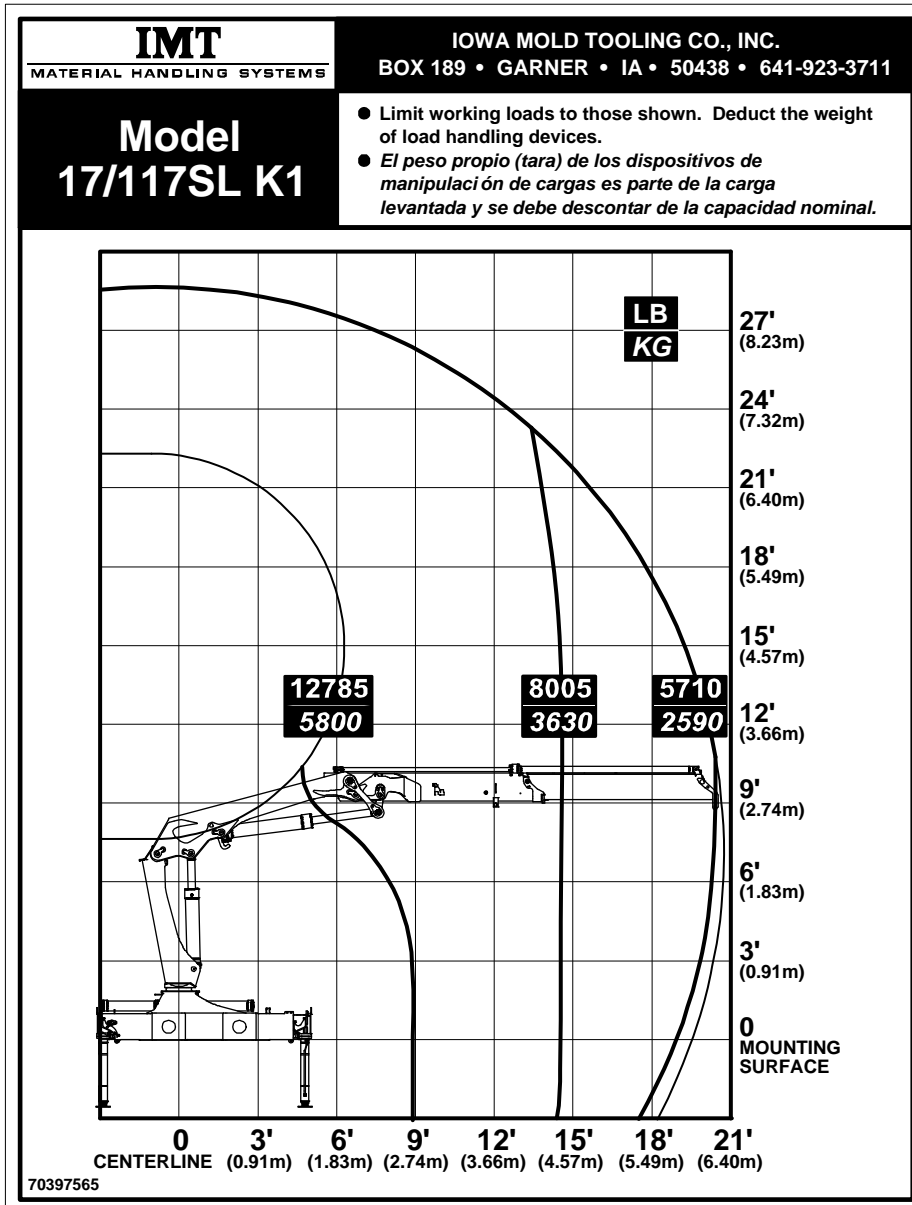 IMT
MATERIAL HANDLING SYSTEMS
IOWA MOLD TOOLING CO., INC.
BOX 189 • GARNER • IA • 50438 • 641-923-3711
Model
17/117SL K1
● Limit working loads to those shown. Deduct the weight
of load handling devices.
● El peso propio (tara) de los dispositivos de
manipulación de cargas es parte de la carga
levantada y se debe descontar de la capacidad nominal.
LB
KG
27'
(8.23m)
24'
(7.32m)
21'
(6.40m)
18'
(5.49m)
15'
(4.57m)
12785
5800
8005
3630
5710
2590
12'
(3.66m)
9'
(2.74m)
6'
(1.83m)
3'
(0.91m)
0
MOUNTING
SURFACE
0 3' 6' 9' 12' 15' 18' 21'
CENTERLINE (0.91m) (1.83m) (2.74m) (3.66m) (4.57m) (5.49m) (6.40m)
70397565